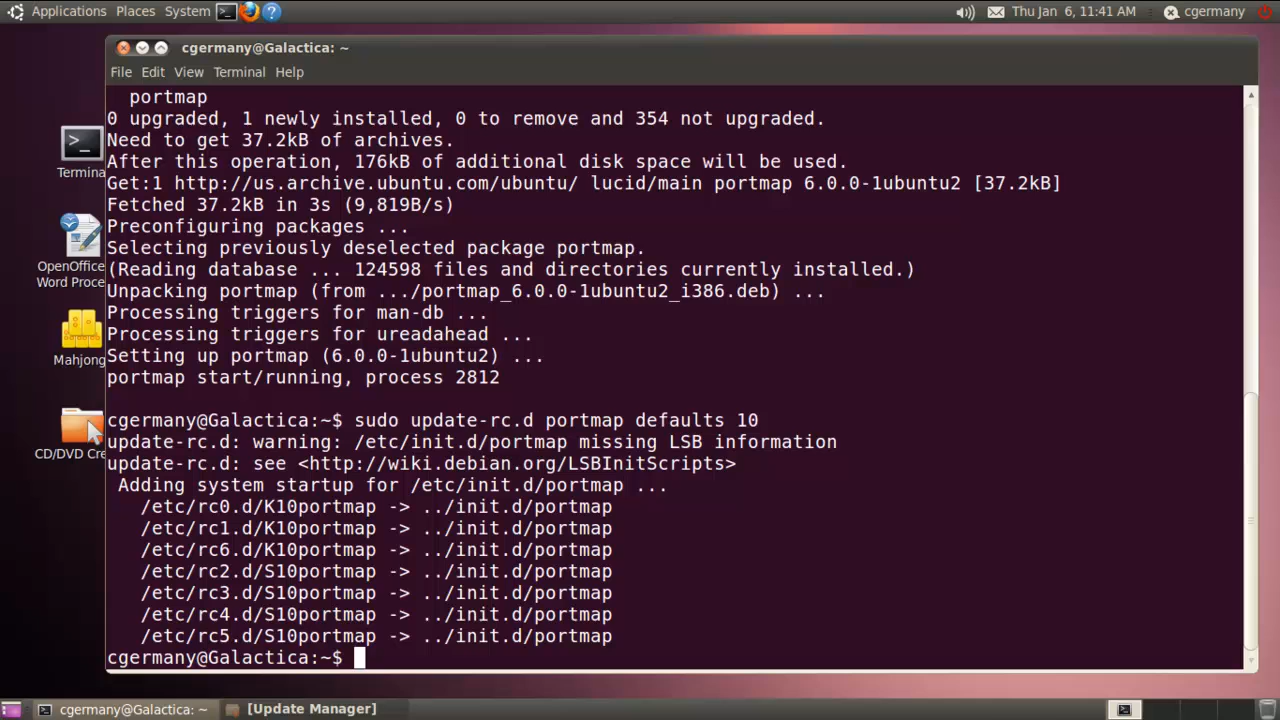 Applications Places System Thu Jan 6, 11:41 AM cgermany
cgermany@Galactica: ~
File Edit View Terminal Help
portmap
0 upgraded, 1 newly installed, 0 to remove and 354 not upgraded.
Need to get 37.2kB of archives.
After this operation, 176kB of additional disk space will be used.
Get:1 http://us.archive.ubuntu.com/ubuntu/ lucid/main portmap 6.0.0-1ubuntu2 [37.2kB]
Fetched 37.2kB in 3s (9,819B/s)
Preconfiguring packages ...
Selecting previously deselected package portmap.
(Reading database ... 124598 files and directories currently installed.)
Unpacking portmap (from .../portmap_6.0.0-1ubuntu2_i386.deb) ...
Processing triggers for man-db ...
Processing triggers for ureadahead ...
Setting up portmap (6.0.0-1ubuntu2) ...
portmap start/running, process 2812
cgermany@Galactica:~$ sudo update-rc.d portmap defaults 10
update-rc.d: warning: /etc/init.d/portmap missing LSB information
update-rc.d: see <http://wiki.debian.org/LSBInitScripts>
Adding system startup for /etc/init.d/portmap ...
/etc/rc0.d/K10portmap -> ../init.d/portmap
/etc/rc1.d/K10portmap -> ../init.d/portmap
/etc/rc6.d/K10portmap -> ../init.d/portmap
/etc/rc2.d/S10portmap -> ../init.d/portmap
/etc/rc3.d/S10portmap -> ../init.d/portmap
/etc/rc4.d/S10portmap -> ../init.d/portmap
/etc/rc5.d/S10portmap -> ../init.d/portmap
cgermany@Galactica:~$
Termina
OpenOffice
Word Proce
Mahjong
CD/DVD Cre
cgermany@Galactica: ~ [Update Manager]